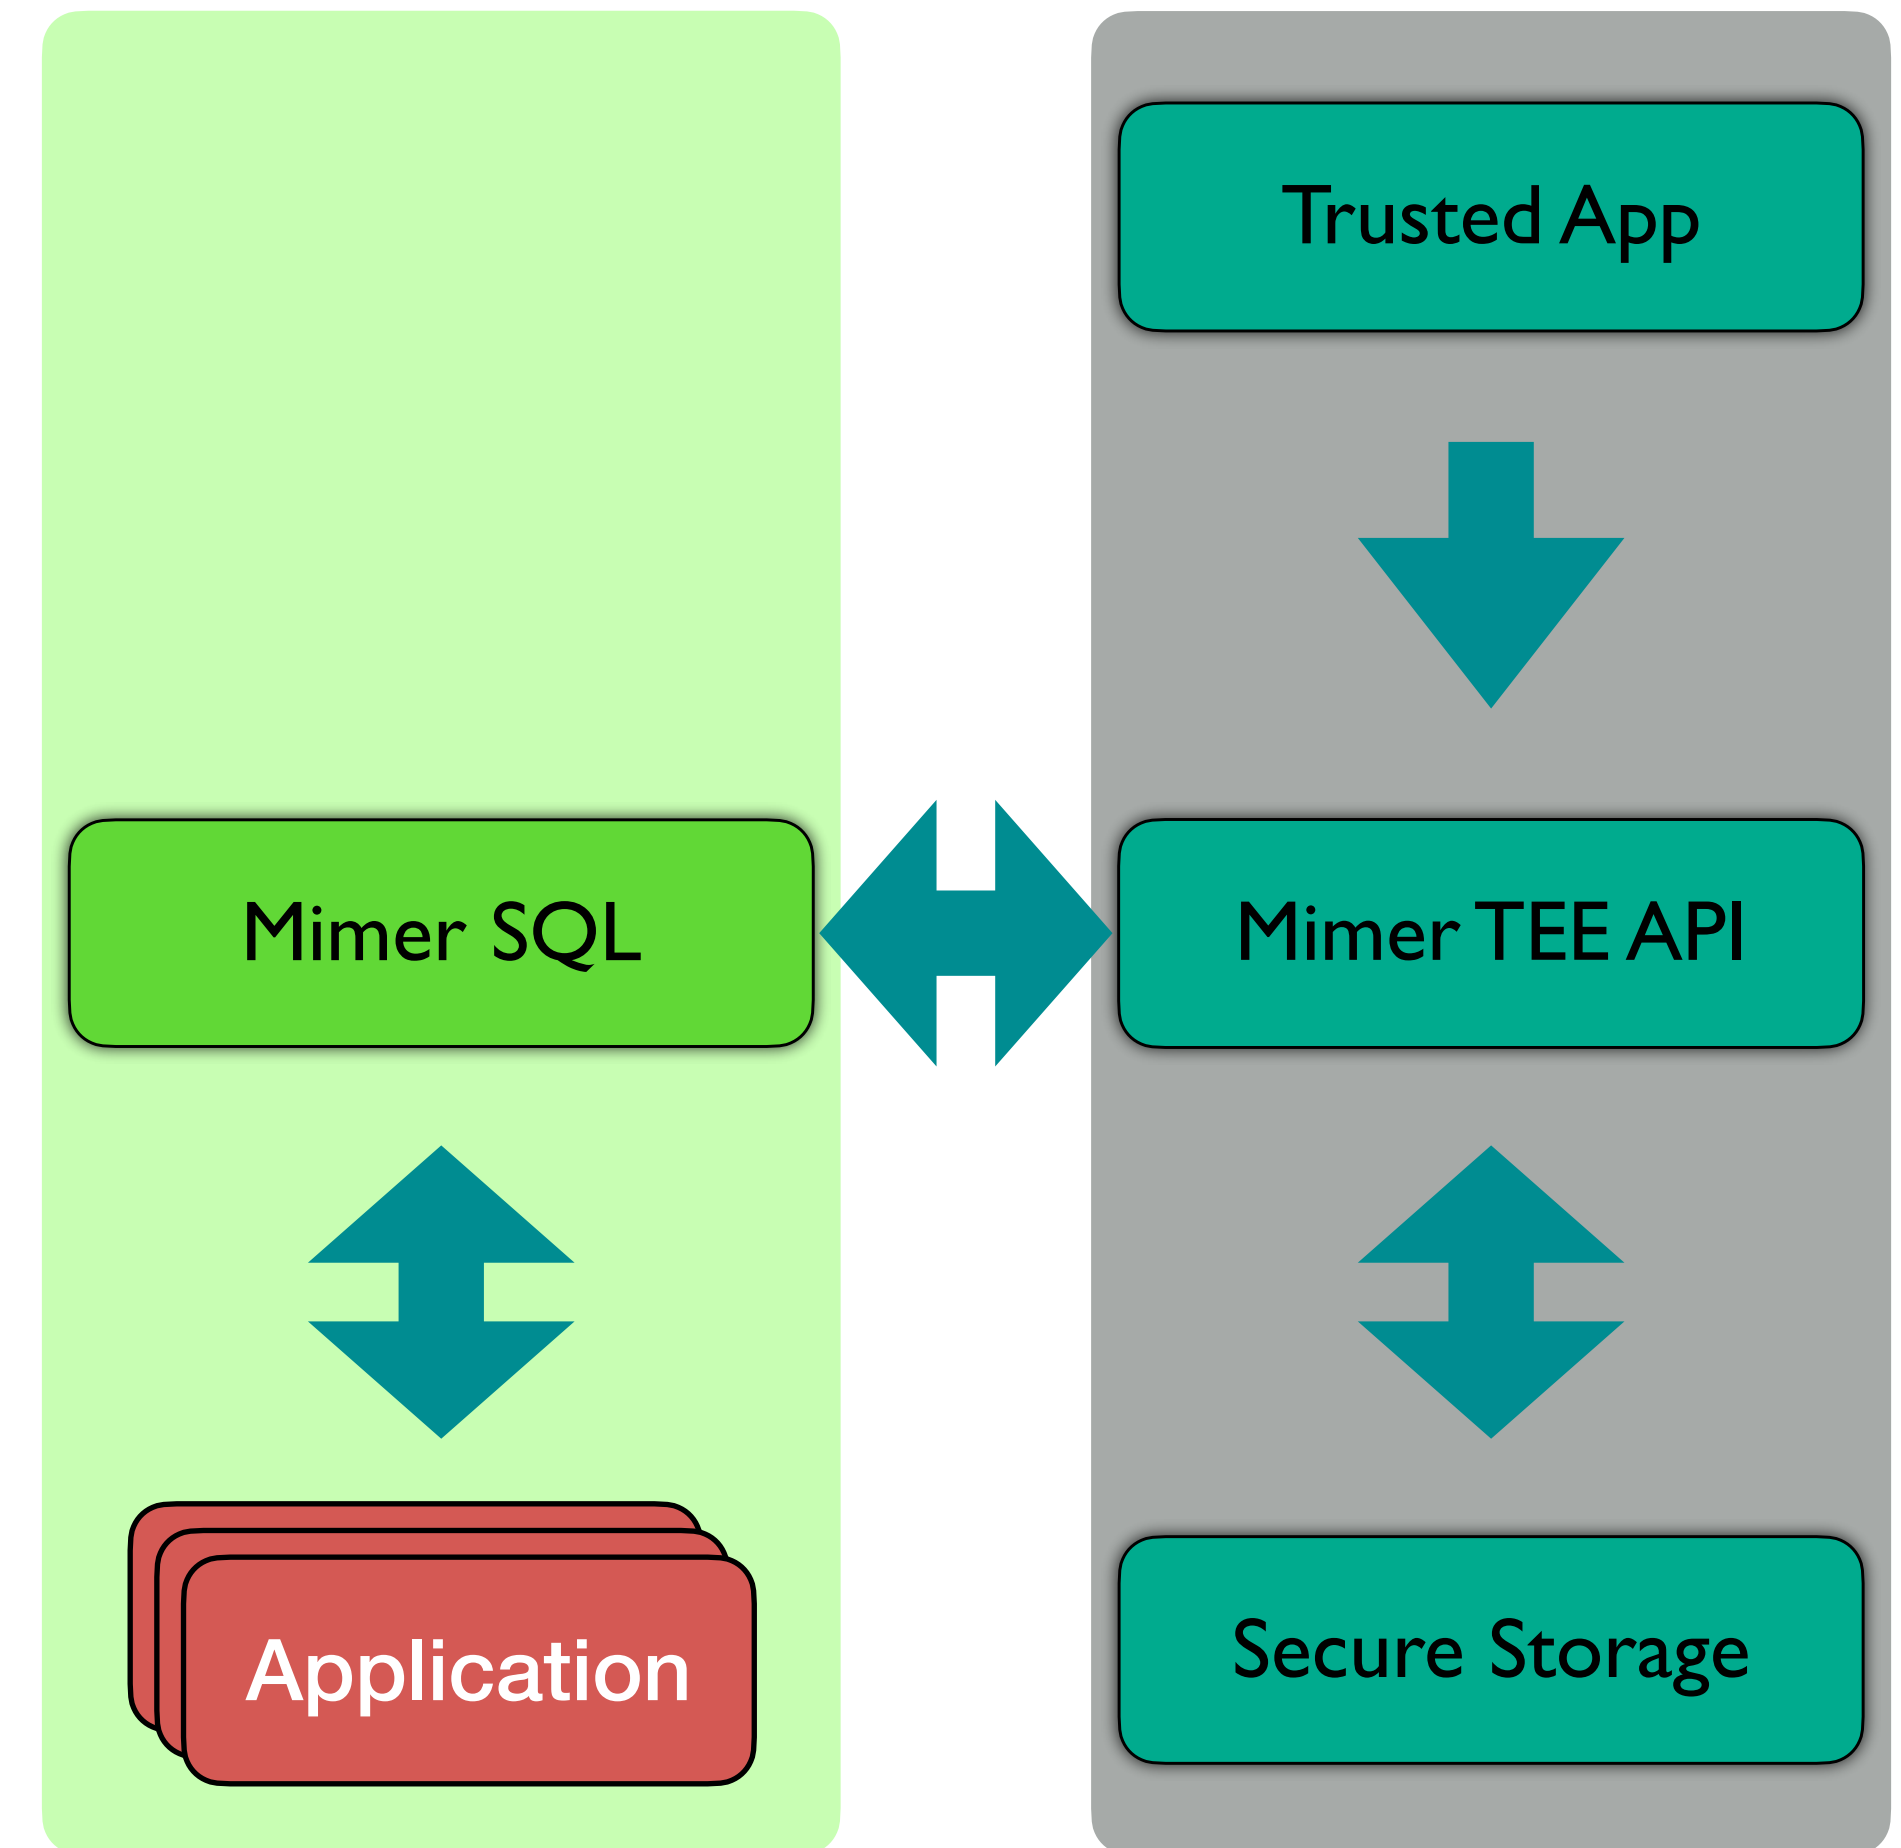 Trusted App
Mimer SQL
Mimer TEE API
Application
Secure Storage